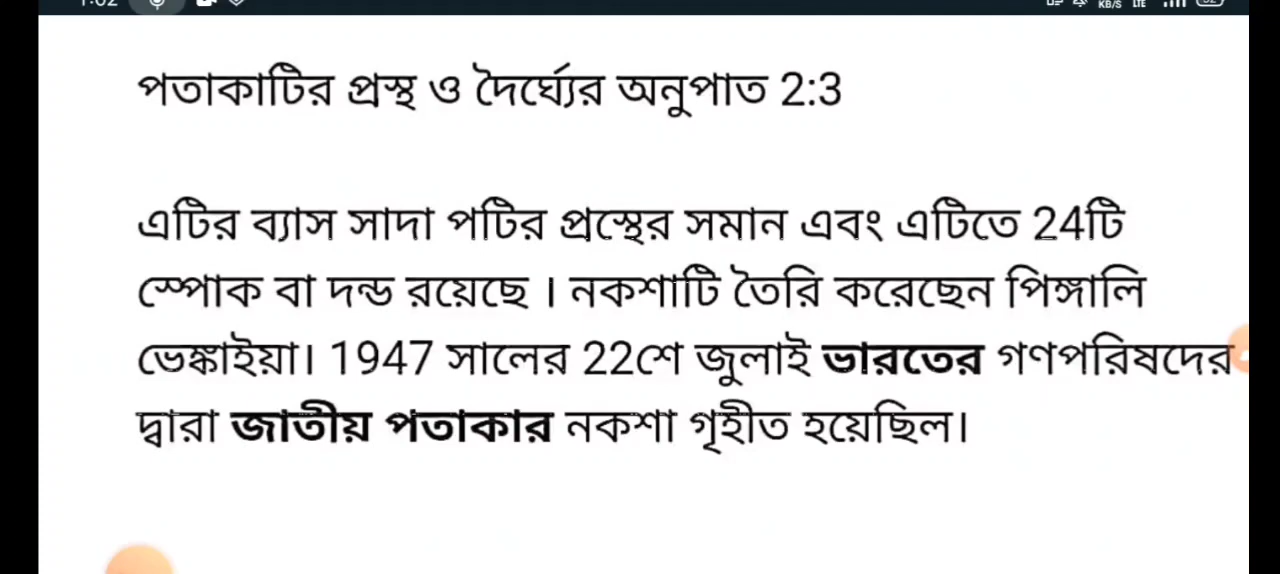 পতাকাটির প্রস্থ ও দৈর্ঘ্যের অনুপাত 2:3
এটির ব্যাস সাদা পটির প্রস্থের সমান এবং এটিতে 24টি
স্পোক বা দন্ড রয়েছে । নকশাটি তৈরি করেছেন পিঙ্গালি
ভেঙ্কাইয়া। 1947 সালের 22শে জুলাই ভারতের গণপরিষদের
দ্বারা জাতীয় পতাকার নকশা গৃহীত হয়েছিল।